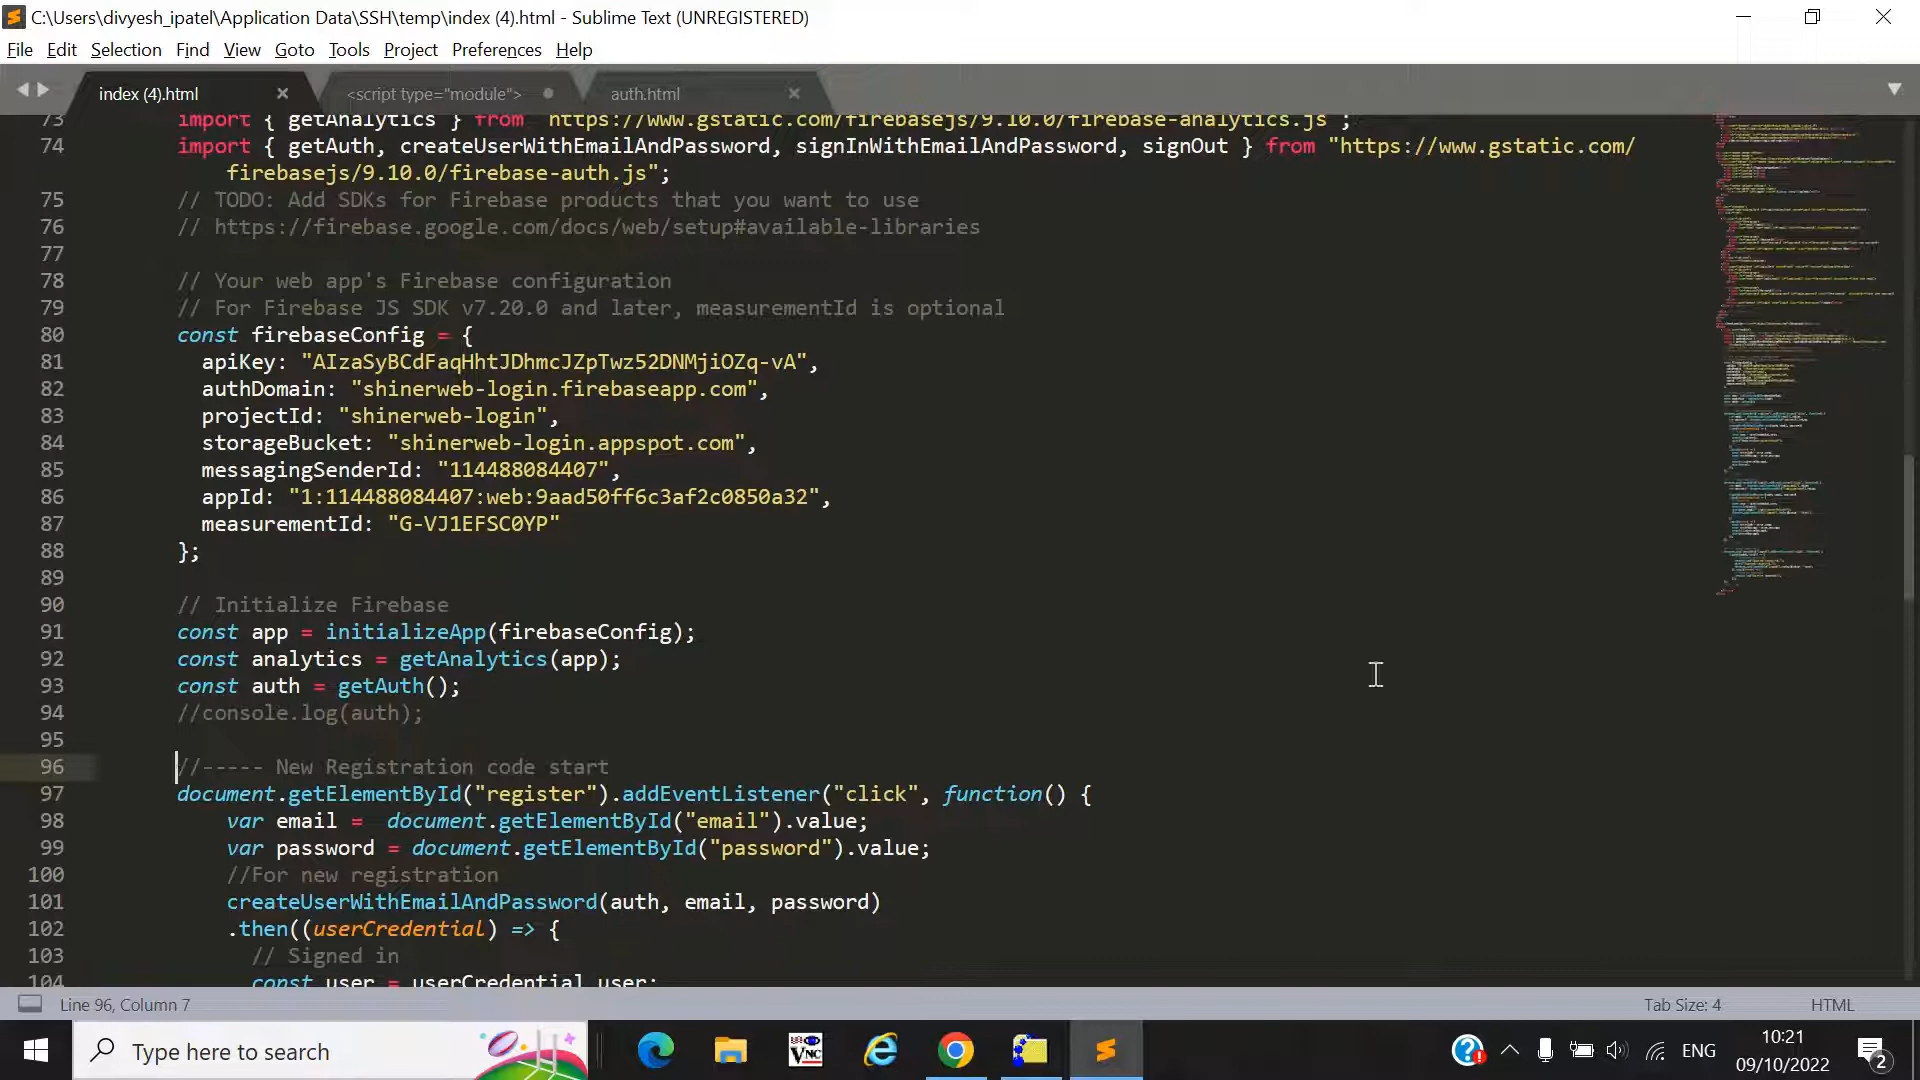 C:\Users\divyesh_ipatel\Application Data\SSH\temp\index (4).html - Sublime Text (UNREGISTERED)
File Edit Selection Find View Goto Tools Project Preferences Help
index (4).html <script type="module"> auth.html
73 import { getAnalytics } from "https://www.gstatic.com/firebasejs/9.10.0/firebase-analytics.js";
74 import { getAuth, createUserWithEmailAndPassword, signInWithEmailAndPassword, signOut } from "https://www.gstatic.com/
firebasejs/9.10.0/firebase-auth.js";
75 // TODO: Add SDKs for Firebase products that you want to use
76 // https://firebase.google.com/docs/web/setup#available-libraries
77
78 // Your web app's Firebase configuration
79 // For Firebase JS SDK v7.20.0 and later, measurementId is optional
80 const firebaseConfig = {
81 apiKey: "AIzaSyBCdFaqHhtJDhmcJZpTwz52DNMjiOZq-vA",
82 authDomain: "shinerweb-login.firebaseapp.com",
83 projectId: "shinerweb-login",
84 storageBucket: "shinerweb-login.appspot.com",
85 messagingSenderId: "114488084407",
86 appId: "1:114488084407:web:9aad50ff6c3af2c0850a32",
87 measurementId: "G-VJ1EFSC0YP"
88 };
89
90 // Initialize Firebase
91 const app = initializeApp(firebaseConfig);
92 const analytics = getAnalytics(app);
93 const auth = getAuth();
94 //console.log(auth);
95
96 //----- New Registration code start
97 document.getElementById("register").addEventListener("click", function() {
98 var email =  document.getElementById("email").value;
99 var password = document.getElementById("password").value;
100 //For new registration
101 createUserWithEmailAndPassword(auth, email, password)
102 .then((userCredential) => {
103 // Signed in
104 const user = userCredential.user;
Line 96, Column 7 Tab Size: 4 HTML
Type here to search
VNC
ENG
10:21
09/10/2022
2